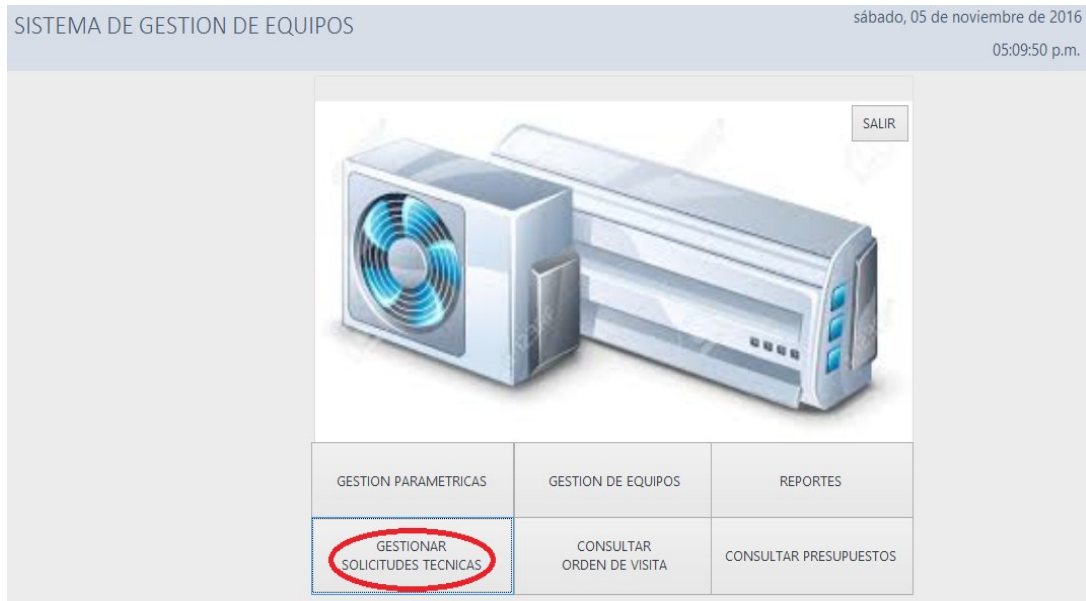 SISTEMA DE GESTION DE EQUIPOS
sábado, 05 de noviembre de 2016
05:09:50 p.m.
SALIR
GESTION PARAMETRICAS
GESTION DE EQUIPOS
REPORTES
GESTIONAR
SOLICITUDES TECNICAS
CONSULTAR
ORDEN DE VISITA
CONSULTAR PRESUPUESTOS